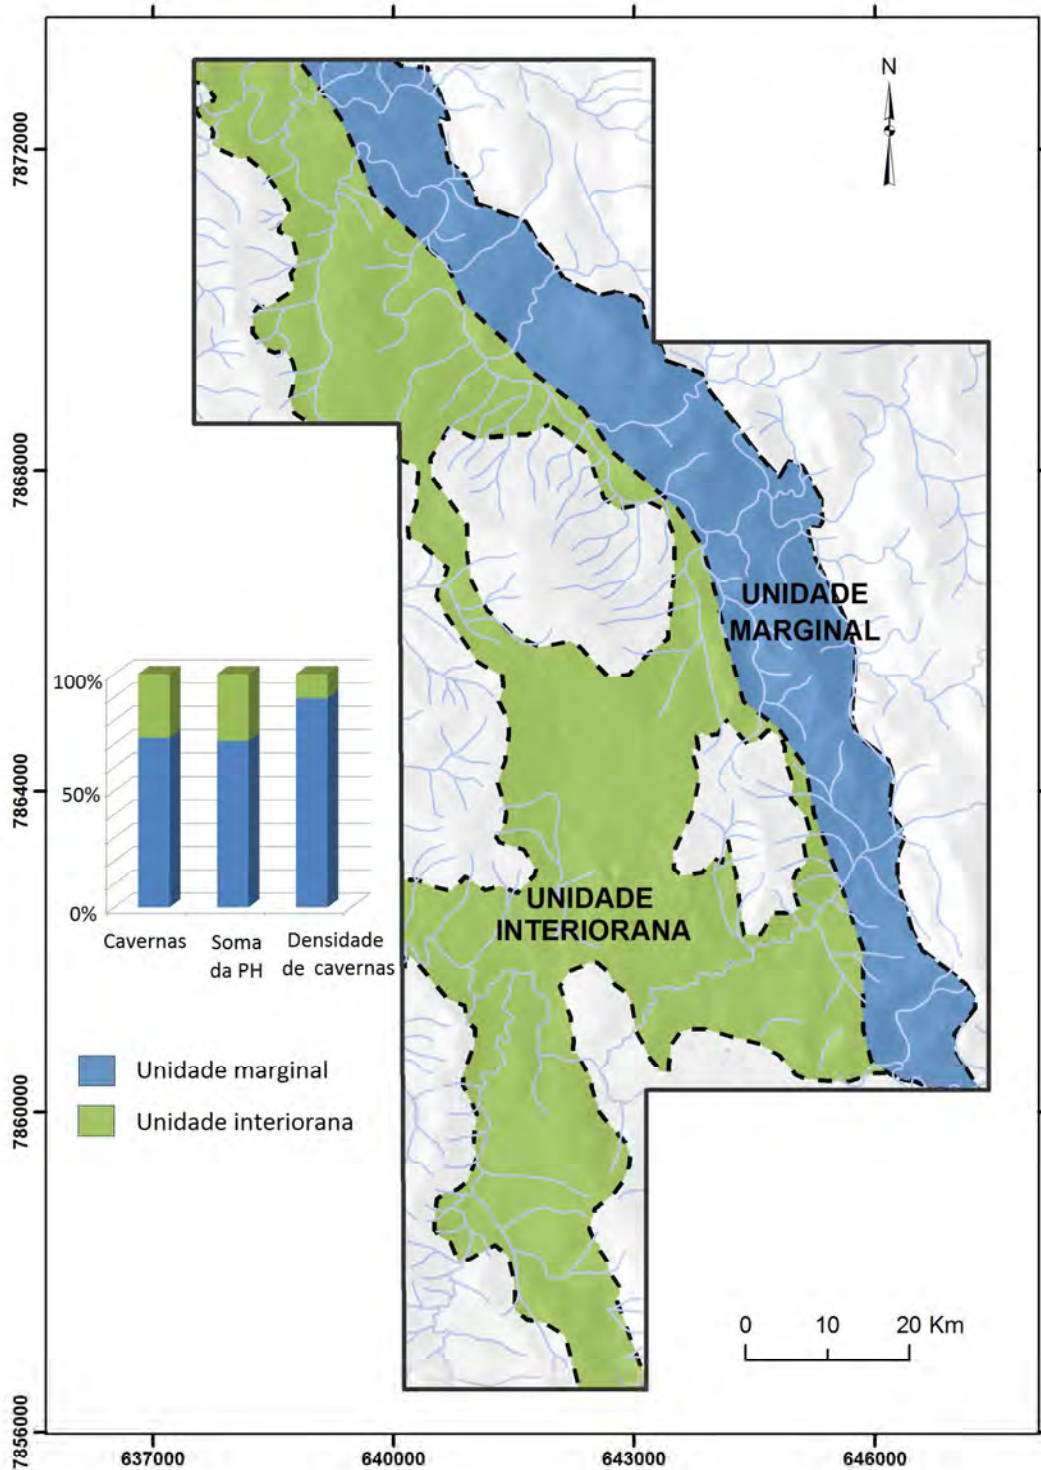 N
7872000
7868000
7864000
7860000
7856000
UNIDADE
MARGINAL
UNIDADE
INTERIORANA
100%
50%
0%
Cavernas
Soma
da PH
Densidade
de cavernas
Unidade marginal
Unidade interiorana
0 10 20 Km
637000 640000 643000 646000